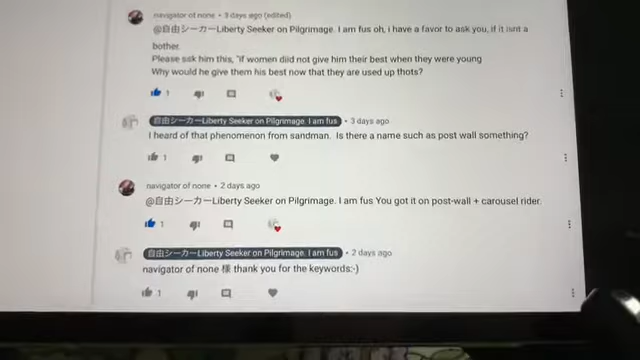 navigator of none • 3 days ago (edited)
@自由シーカーLiberty Seeker on Pilgrimage. I am fus oh, i have a favor to ask you, if it isnt a
bother.
Please ssk him this, "if women diid not give him their best when they were young
Why would he give them his best now that they are used up thots?
1
自由シーカーLiberty Seeker on Pilgrimage. I am fus • 3 days ago
I heard of that phenomenon from sandman. Is there a name such as post wall something?
1
navigator of none • 2 days ago
@自由シーカーLiberty Seeker on Pilgrimage. I am fus You got it on post-wall + carousel rider.
1
自由シーカーLiberty Seeker on Pilgrimage. I am fus • 2 days ago
navigator of none 様 thank you for the keywords:-)
1